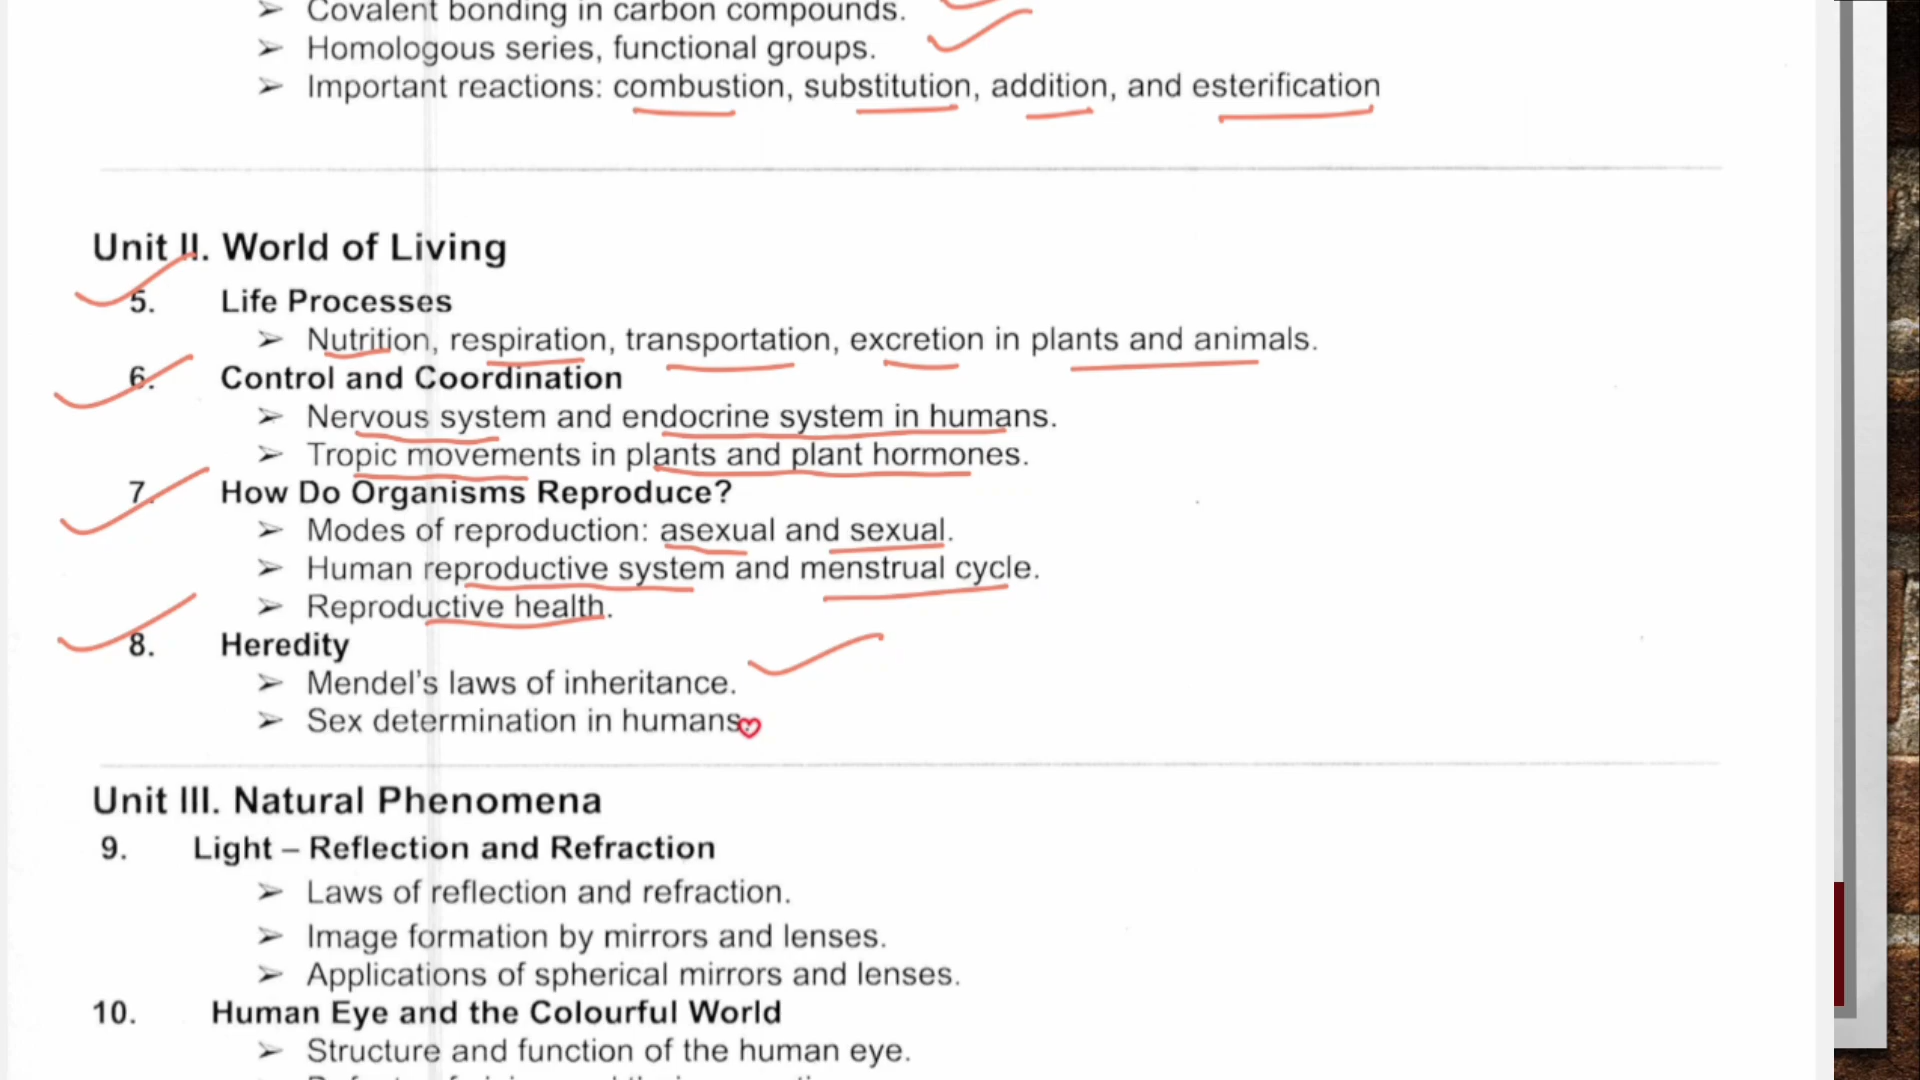 ➢ Covalent bonding in carbon compounds.
➢ Homologous series, functional groups.
➢ Important reactions: combustion, substitution, addition, and esterification
Unit II. World of Living
5. Life Processes
➢ Nutrition, respiration, transportation, excretion in plants and animals.
6. Control and Coordination
➢ Nervous system and endocrine system in humans.
➢ Tropic movements in plants and plant hormones.
7. How Do Organisms Reproduce?
➢ Modes of reproduction: asexual and sexual.
➢ Human reproductive system and menstrual cycle.
➢ Reproductive health.
8. Heredity
➢ Mendel's laws of inheritance.
➢ Sex determination in humans.
Unit III. Natural Phenomena
9. Light – Reflection and Refraction
➢ Laws of reflection and refraction.
➢ Image formation by mirrors and lenses.
➢ Applications of spherical mirrors and lenses.
10. Human Eye and the Colourful World
➢ Structure and function of the human eye.